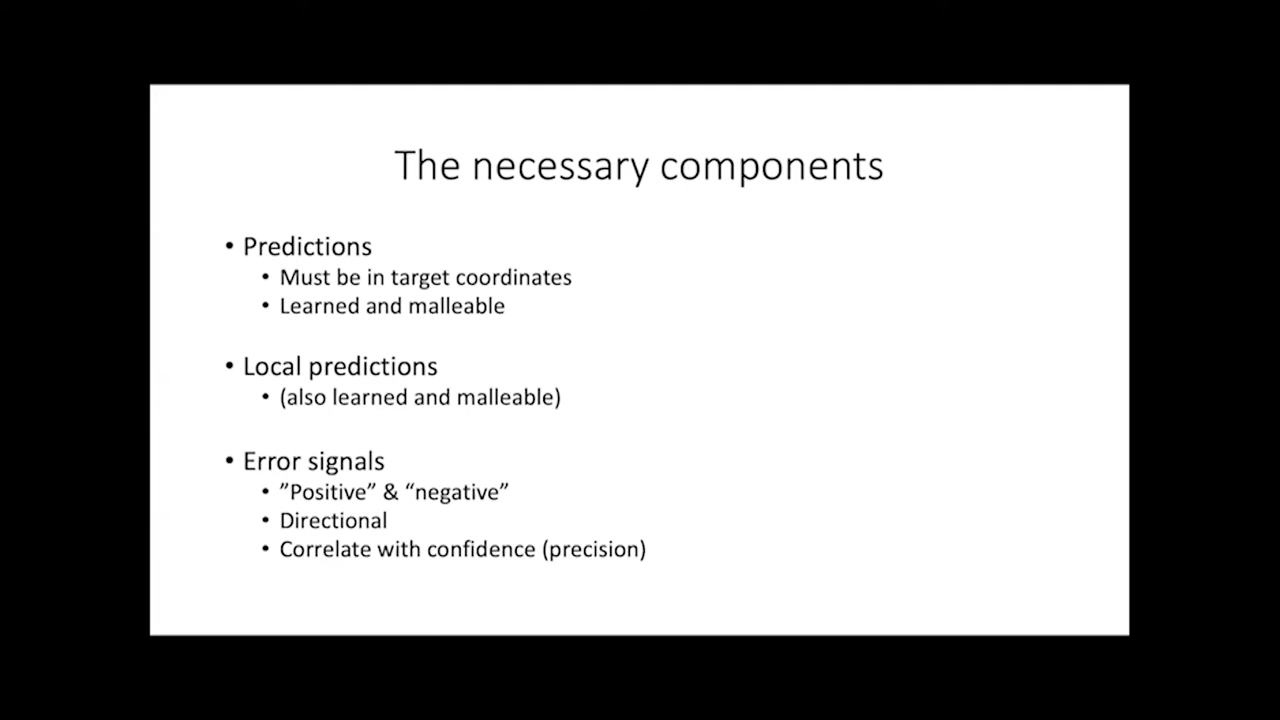 The necessary components
• Predictions
• Must be in target coordinates
• Learned and malleable
• Local predictions
• (also learned and malleable)
• Error signals
• ”Positive” & “negative”
• Directional
• Correlate with confidence (precision)